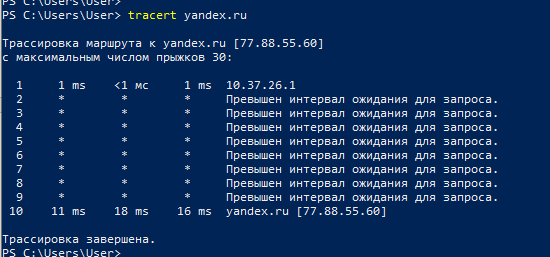 PS C:\Users\User>
PS C:\Users\User> tracert yandex.ru
Трассировка маршрута к yandex.ru [77.88.55.60]
с максимальным числом прыжков 30:
1 1 ms <1 мс 1 ms 10.37.26.1
2 * * * Превышен интервал ожидания для запроса.
3 * * * Превышен интервал ожидания для запроса.
4 * * * Превышен интервал ожидания для запроса.
5 * * * Превышен интервал ожидания для запроса.
6 * * * Превышен интервал ожидания для запроса.
7 * * * Превышен интервал ожидания для запроса.
8 * * * Превышен интервал ожидания для запроса.
9 * * * Превышен интервал ожидания для запроса.
10 11 ms 18 ms 16 ms yandex.ru [77.88.55.60]
Трассировка завершена.
PS C:\Users\User>